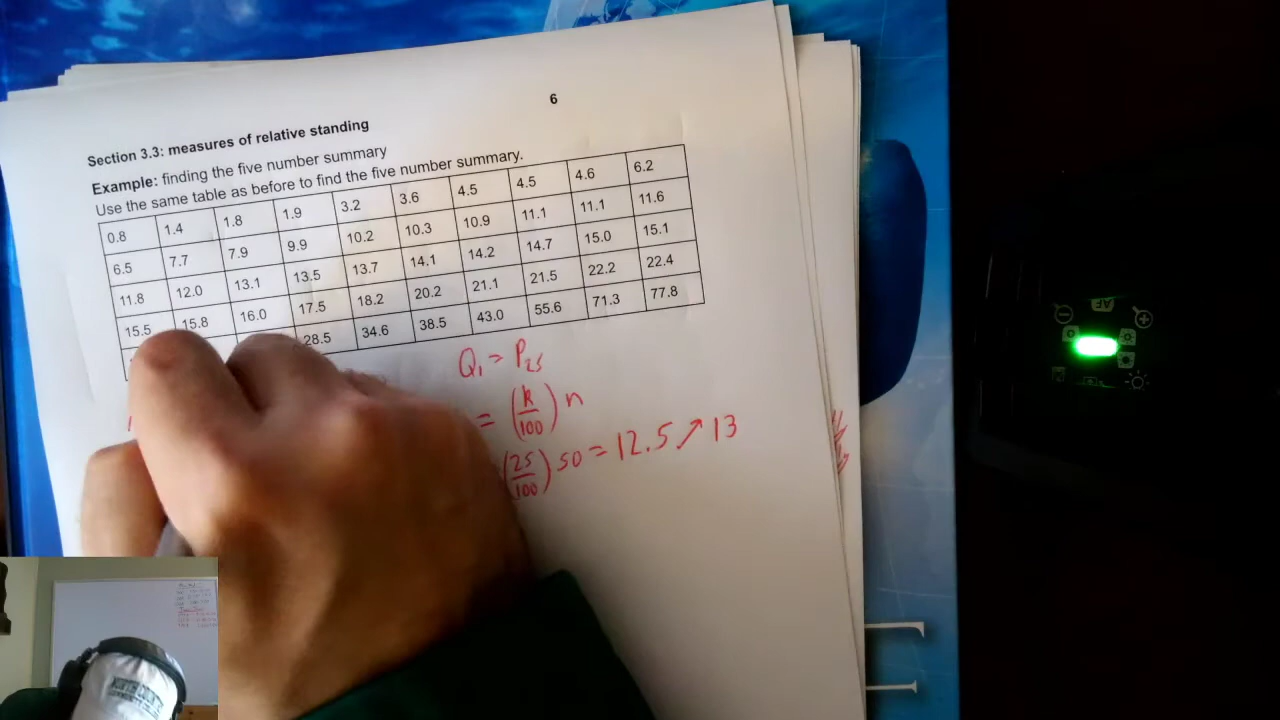 6
Section 3.3: measures of relative standing
Example: finding the five number summary
Use the same table as before to find the five number summary.
0.8 1.4 1.8 1.9 3.2 3.6 4.5 4.5 4.6 6.2
6.5 7.7 7.9 9.9 10.2 10.3 10.9 11.1 11.1 11.6
11.8 12.0 13.1 13.5 13.7 14.1 14.2 14.7 15.0 15.1
15.5 15.8 16.0 17.5 18.2 20.2 21.1 21.5 22.2 22.4
28.5 34.6 38.5 43.0 55.6 71.3 77.8
Q₁ = P₂₅
= (k/100) n
(25/100) 50 = 12.5 ↗ 13
AF